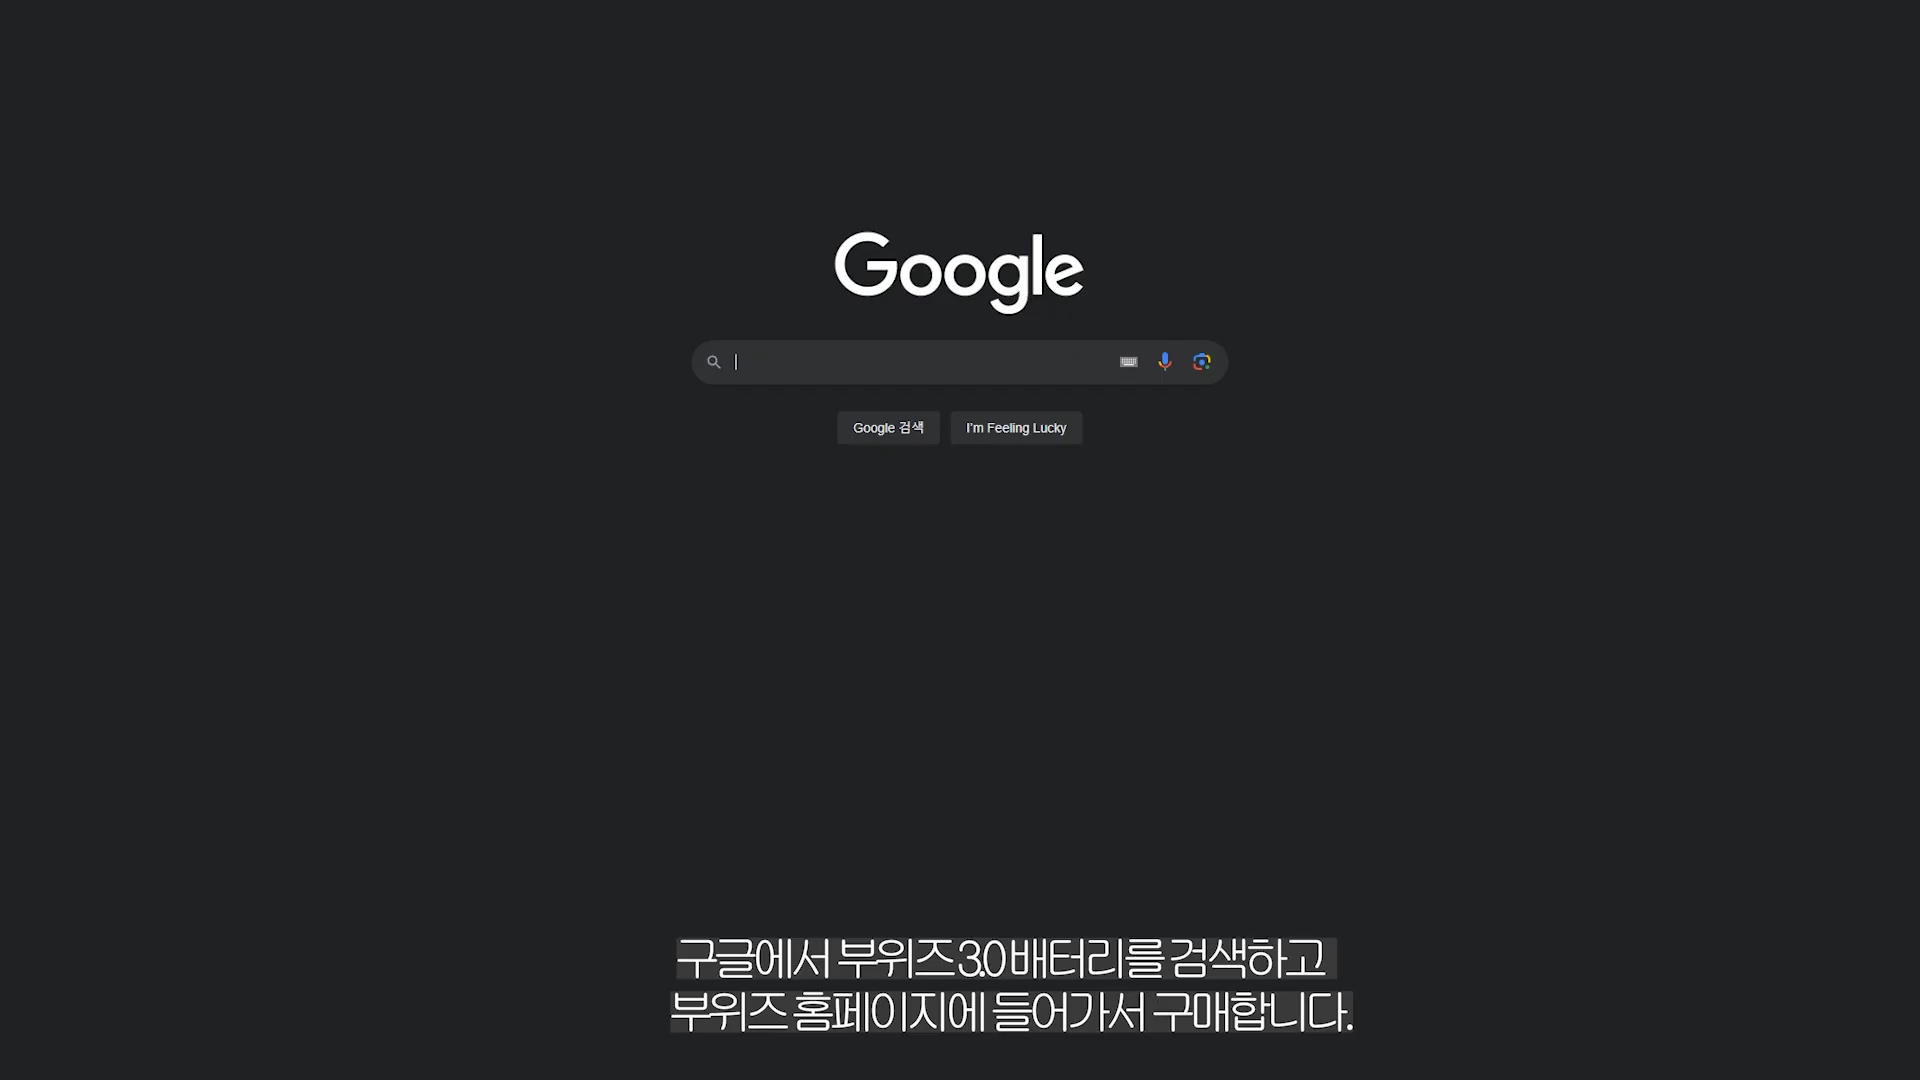 Google
Google 검색
I'm Feeling Lucky
구글에서 부위즈 3.0 배터리를 검색하고
부위즈 홈페이지에 들어가서 구매합니다.